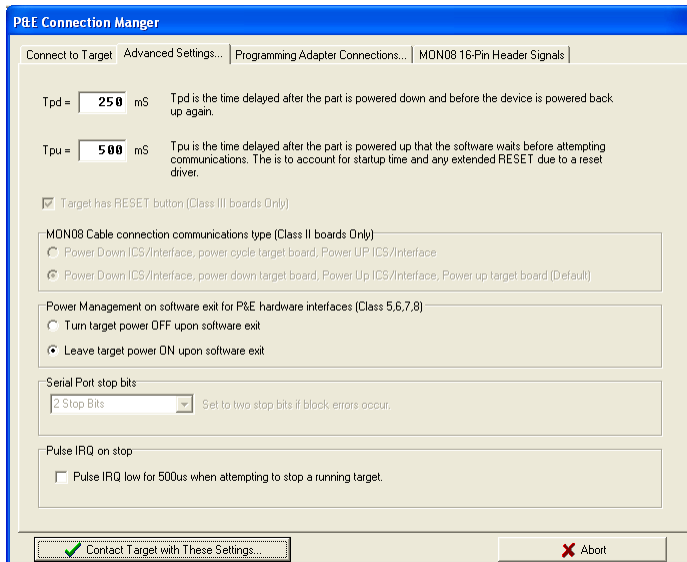 P&E Connection Manger
Connect to Target
Advanced Settings...
Programming Adapter Connections...
MON08 16-Pin Header Signals
Tpd = 250 mS Tpd is the time delayed after the part is powered down and before the device is powered back
up again.
Tpu = 500 mS Tpu is the time delayed after the part is powered up that the software waits before attempting
communications. The is to account for startup time and any extended RESET due to a reset
driver.
Target has RESET button (Class III boards Only)
MON08 Cable connection communications type (Class II boards Only)
Power Down ICS/Interface, power cycle target board, Power UP ICS/Interface
Power Down ICS/Interface, power down target board, Power Up ICS/Interface, Power up target board (Default)
Power Management on software exit for P&E hardware interfaces (Class 5,6,7,8)
Turn target power OFF upon software exit
Leave target power ON upon software exit
Serial Port stop bits
2 Stop Bits Set to two stop bits if block errors occur.
Pulse IRQ on stop
Pulse IRQ low for 500us when attempting to stop a running target.
Contact Target with These Settings... Abort